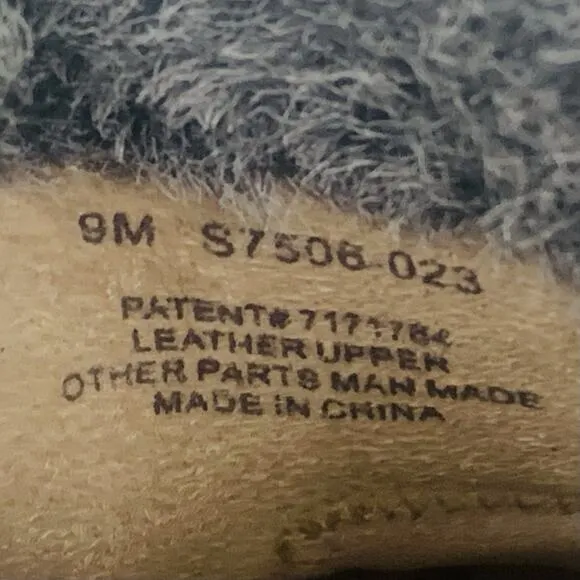 9M S7506-023
PATENT# 7171764
LEATHER UPPER
OTHER PARTS MAN MADE
MADE IN CHINA